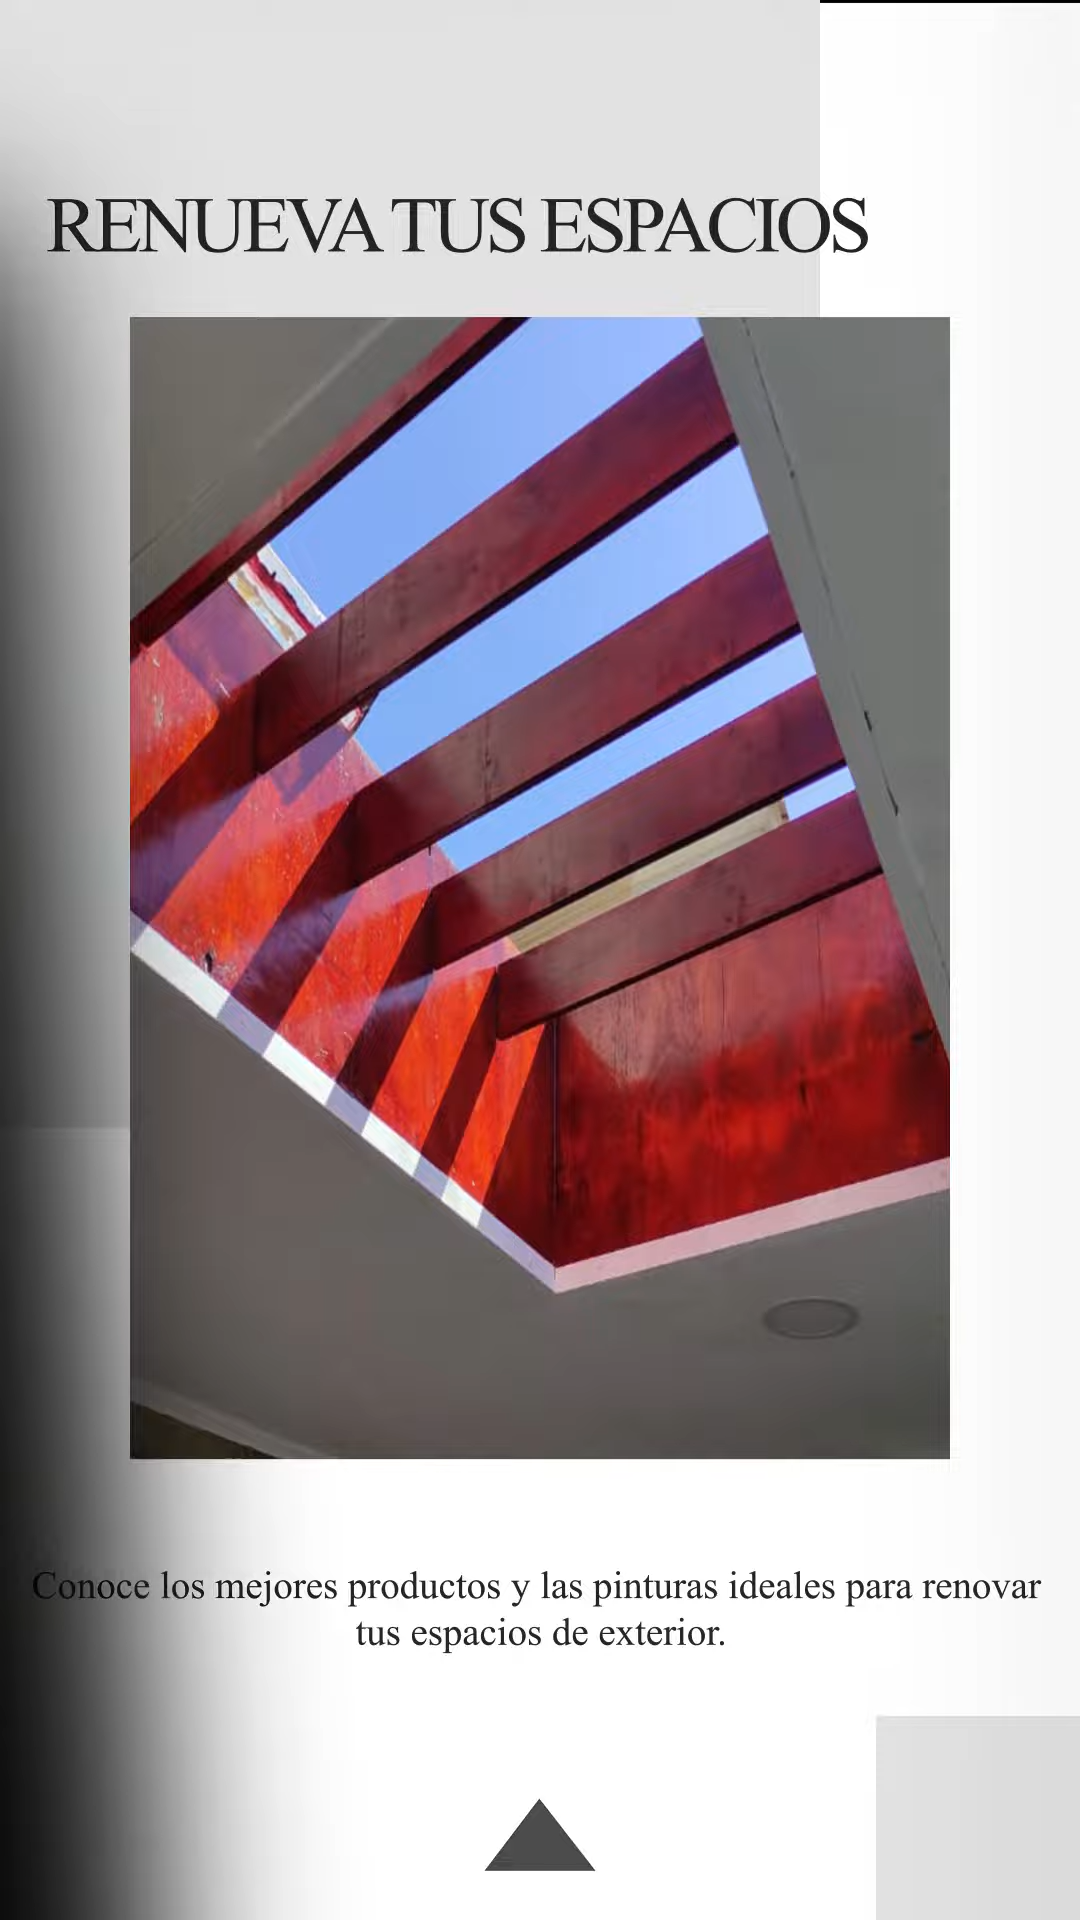 RENUEVA TUS ESPACIOS
Conoce los mejores productos y las pinturas ideales para renovar
tus espacios de exterior.